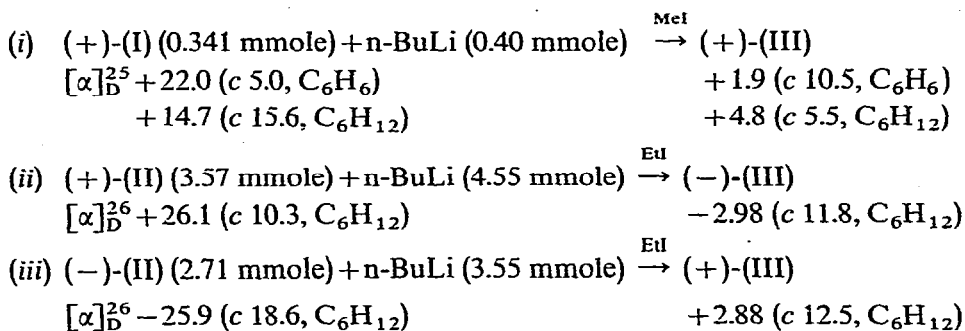 MeI
(i) (+)-(I) (0.341 mmole)+n-BuLi (0.40 mmole) → (+)-(III)
[α]²⁵_D +22.0 (c 5.0, C₆H₆) +1.9 (c 10.5, C₆H₆)
+14.7 (c 15.6, C₆H₁₂) +4.8 (c 5.5, C₆H₁₂)
EtI
(ii) (+)-(II) (3.57 mmole)+n-BuLi (4.55 mmole) → (−)-(III)
[α]²⁶_D +26.1 (c 10.3, C₆H₁₂) −2.98 (c 11.8, C₆H₁₂)
EtI
(iii) (−)-(II) (2.71 mmole)+n-BuLi (3.55 mmole) → (+)-(III)
[α]²⁶_D −25.9 (c 18.6, C₆H₁₂) +2.88 (c 12.5, C₆H₁₂)